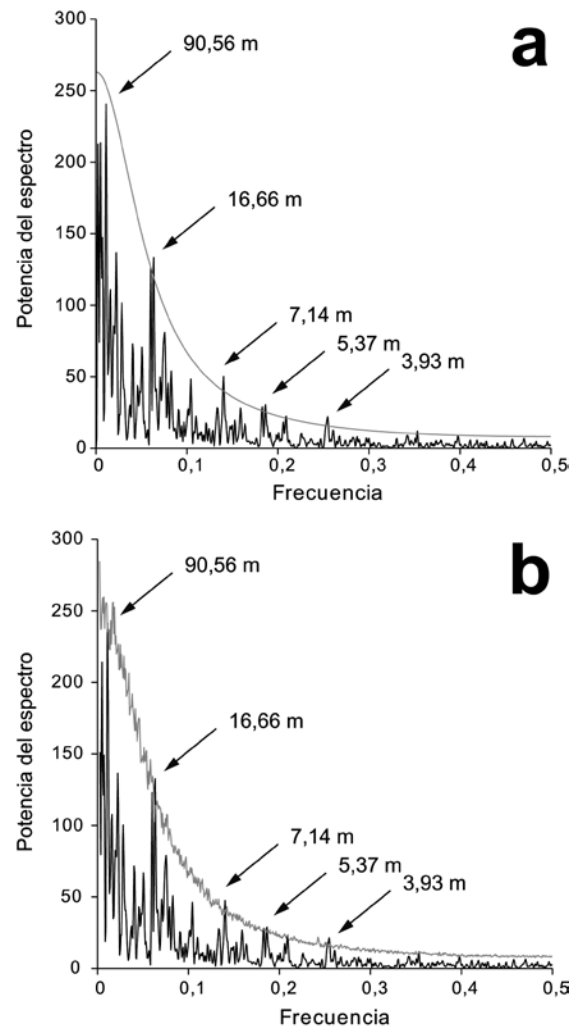 a
300
250
200
150
100
50
0
Potencia del espectro
90,56 m
16,66 m
7,14 m
5,37 m
3,93 m
0 0,1 0,2 0,3 0,4 0,5
Frecuencia
b
300
250
200
150
100
50
0
Potencia del espectro
90,56 m
16,66 m
7,14 m
5,37 m
3,93 m
0 0,1 0,2 0,3 0,4 0,5
Frecuencia